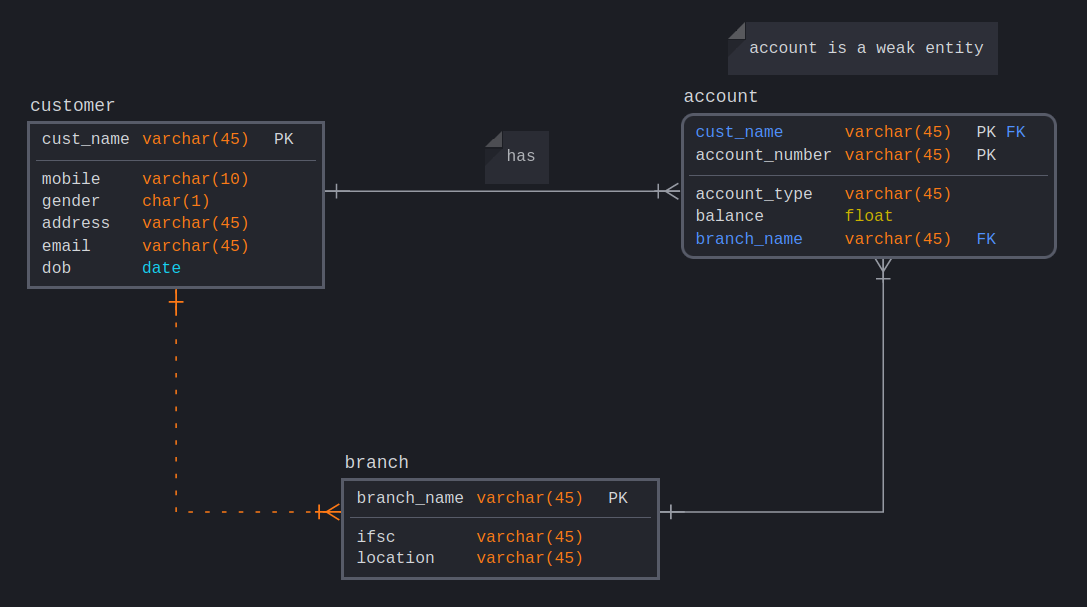 account is a weak entity
customer
cust_name varchar(45) PK
mobile varchar(10)
gender char(1)
address varchar(45)
email varchar(45)
dob date
has
account
cust_name varchar(45) PK FK
account_number varchar(45) PK
account_type varchar(45)
balance float
branch_name varchar(45) FK
branch
branch_name varchar(45) PK
ifsc varchar(45)
location varchar(45)